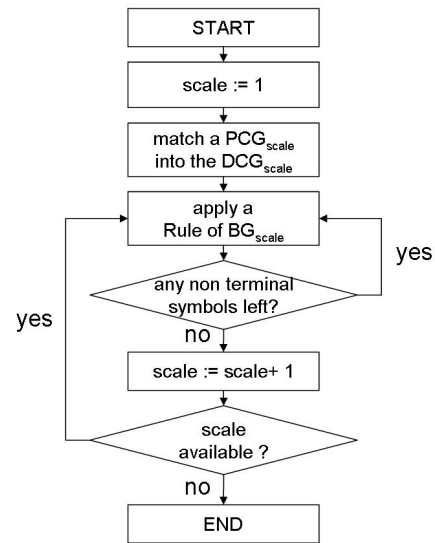 START
scale := 1
match a PCGscale
into the DCGscale
apply a
Rule of BGscale
yes
any non terminal
symbols left?
yes
no
scale := scale+ 1
scale
available ?
no
END